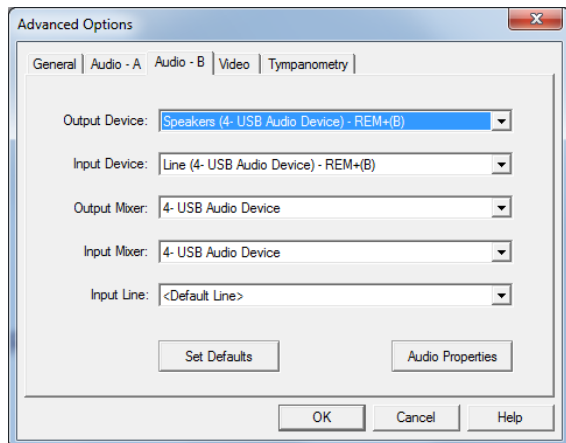 Advanced Options
General Audio - A Audio - B Video Tympanometry
Output Device: Speakers (4- USB Audio Device) - REM+(B)
Input Device: Line (4- USB Audio Device) - REM+(B)
Output Mixer: 4- USB Audio Device
Input Mixer: 4- USB Audio Device
Input Line: <Default Line>
Set Defaults Audio Properties
OK Cancel Help